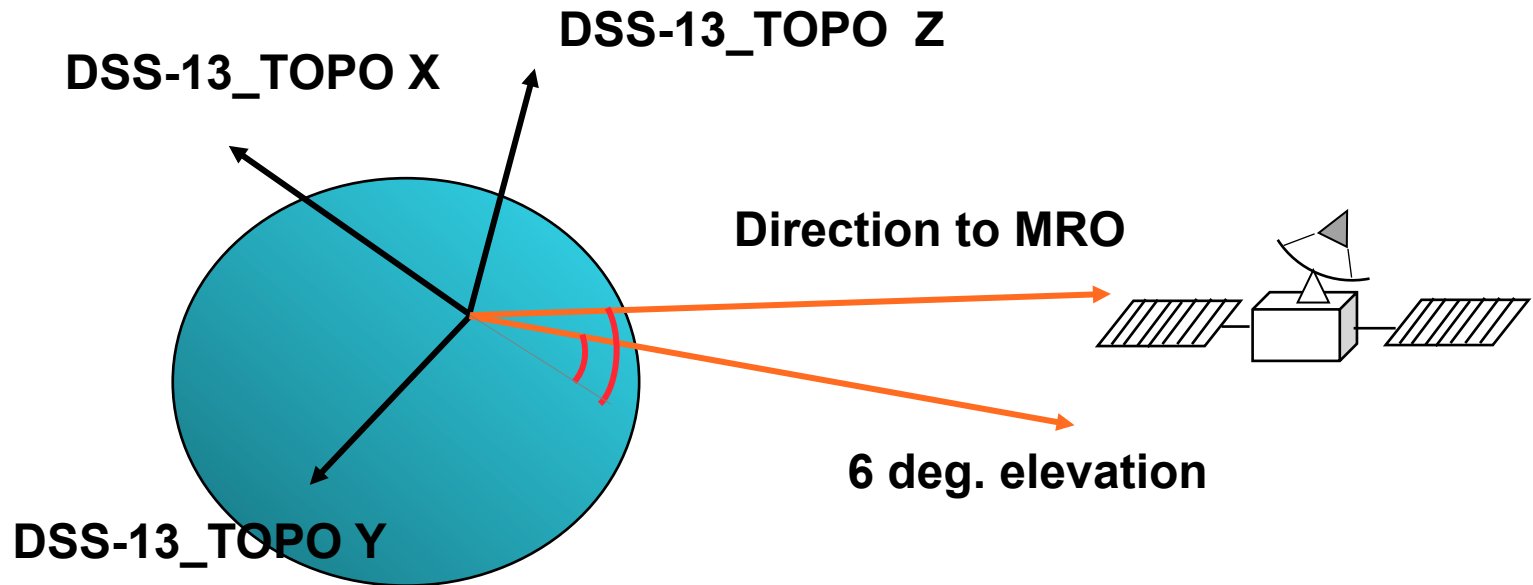 DSS-13_TOPO Z
DSS-13_TOPO X
Direction to MRO
6 deg. elevation
DSS-13_TOPO Y